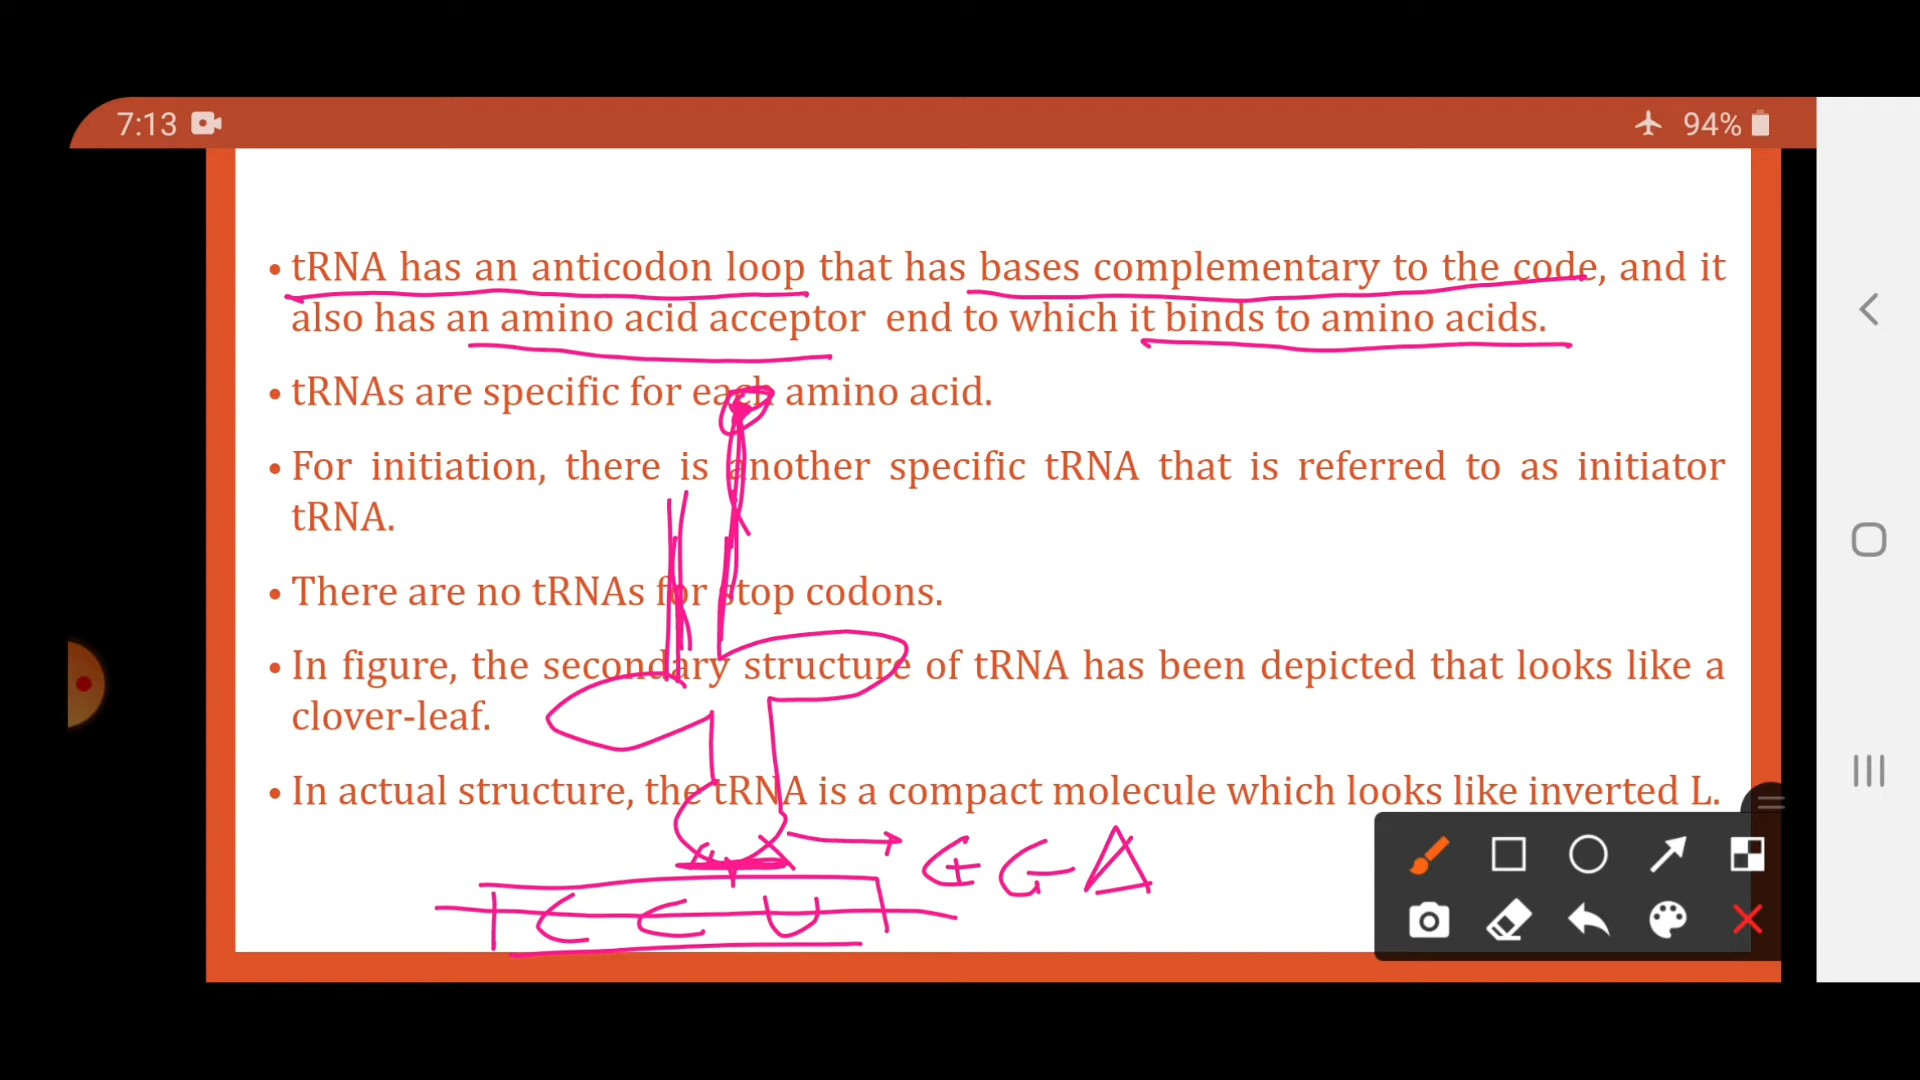 7:13 94%
• tRNA has an anticodon loop that has bases complementary to the code, and it
also has an amino acid acceptor end to which it binds to amino acids.
• tRNAs are specific for each amino acid.
• For initiation, there is another specific tRNA that is referred to as initiator
tRNA.
• There are no tRNAs for stop codons.
• In figure, the secondary structure of tRNA has been depicted that looks like a
clover-leaf.
• In actual structure, the tRNA is a compact molecule which looks like inverted L.
G G A
C C U